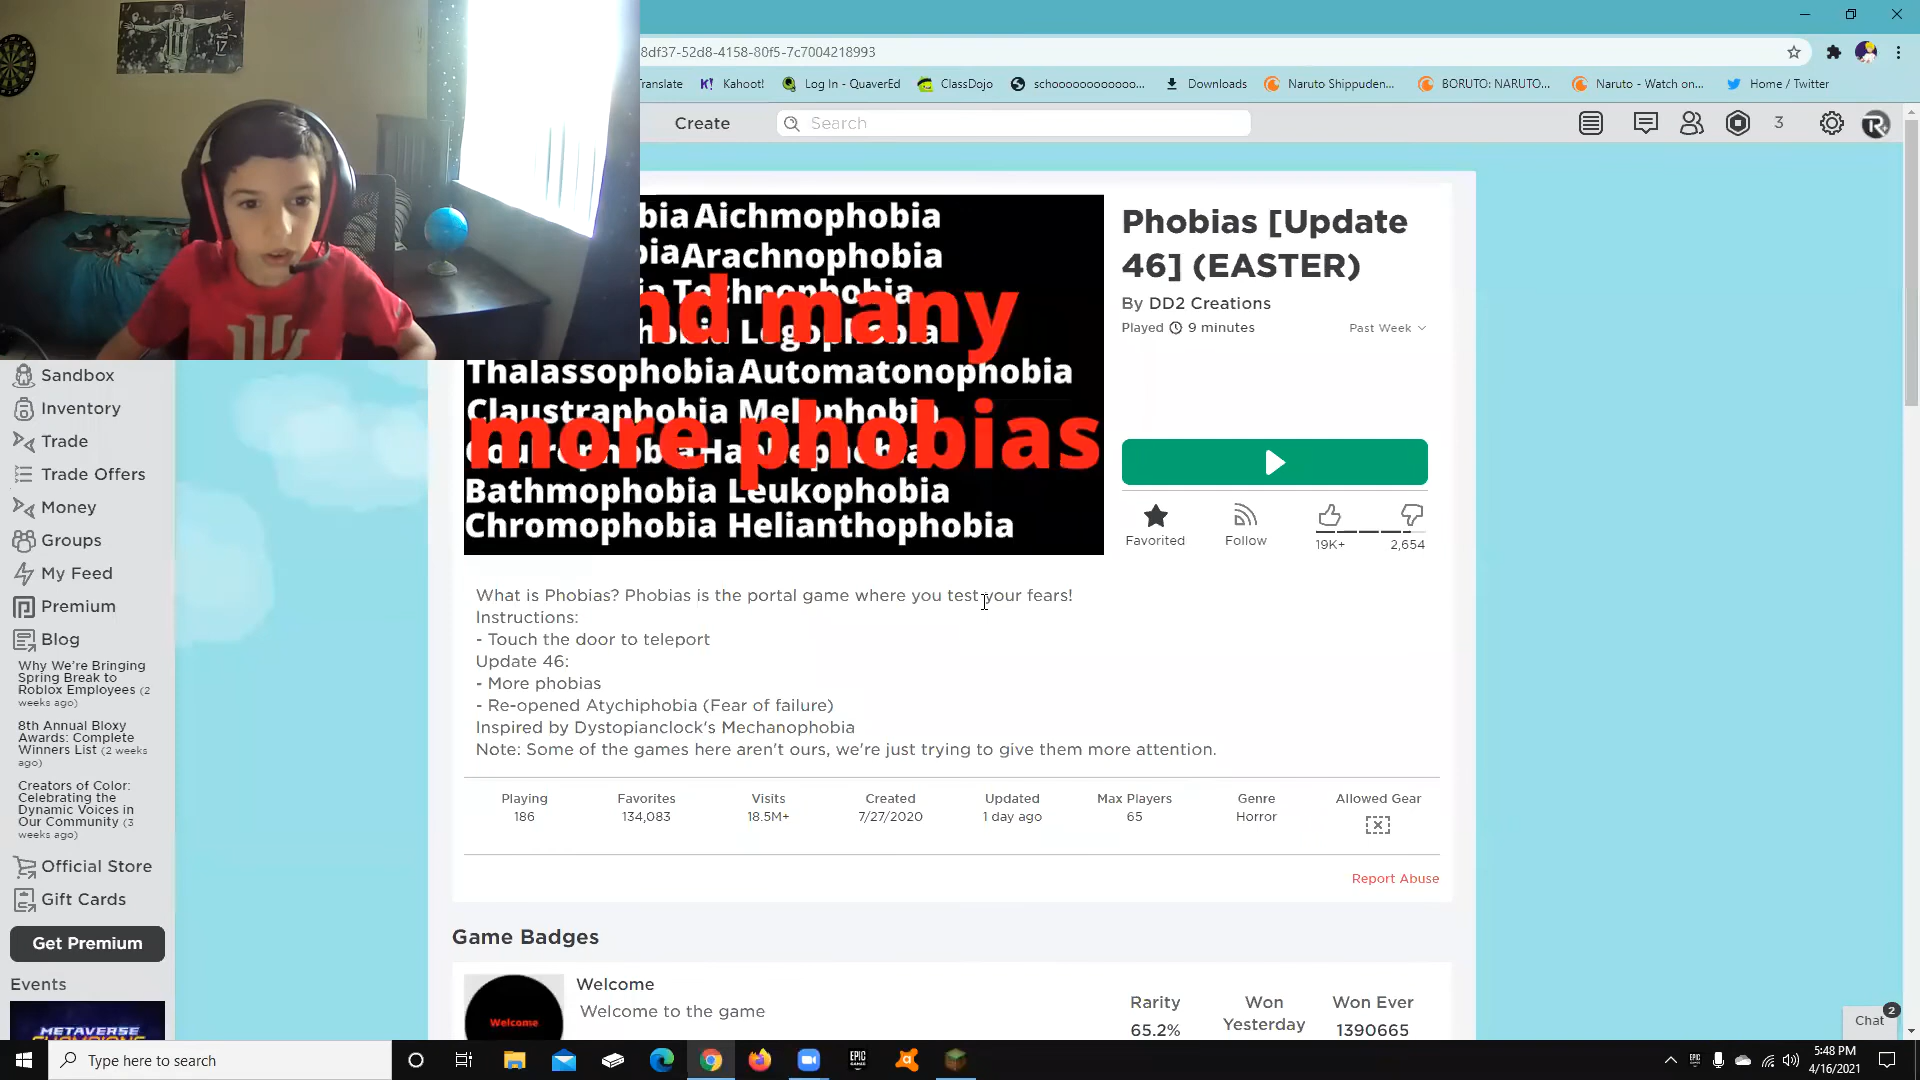 8df37-52d8-4158-80f5-7c7004218993
Translate Kahoot! Log In - QuaverEd ClassDojo schoooooooooooo... Downloads Naruto Shippuden... BORUTO: NARUTO... Naruto - Watch on... Home / Twitter
Create Search 3
17
Aichmophobia
Arachnophobia
Thalassophobia Automatonophobia
Claustraphobia Melophobia
many
more phobias
Bathmophobia Leukophobia
Chromophobia Helianthophobia
Phobias [Update
46] (EASTER)
By DD2 Creations
Played 9 minutes Past Week
Favorited Follow 19K+ 2,654
Sandbox
Inventory
Trade
Trade Offers
Money
Groups
My Feed
Premium
Blog
Why We're Bringing
Spring Break to
Roblox Employees (2
weeks ago)
8th Annual Bloxy
Awards: Complete
Winners List (2 weeks
ago)
Creators of Color:
Celebrating the
Dynamic Voices in
Our Community (3
weeks ago)
Official Store
Gift Cards
Get Premium
Events
METAVERSE
What is Phobias? Phobias is the portal game where you test your fears!
Instructions:
- Touch the door to teleport
Update 46:
- More phobias
- Re-opened Atychiphobia (Fear of failure)
Inspired by Dystopianclock's Mechanophobia
Note: Some of the games here aren't ours, we're just trying to give them more attention.
Playing Favorites Visits Created Updated Max Players Genre Allowed Gear
186 134,083 18.5M+ 7/27/2020 1 day ago 65 Horror
Report Abuse
Game Badges
Welcome
Welcome
Welcome to the game
Rarity Won Won Ever
Yesterday
65.2% 1390665
Chat 2
Type here to search
EPIC
GAMES
5:48 PM
4/16/2021